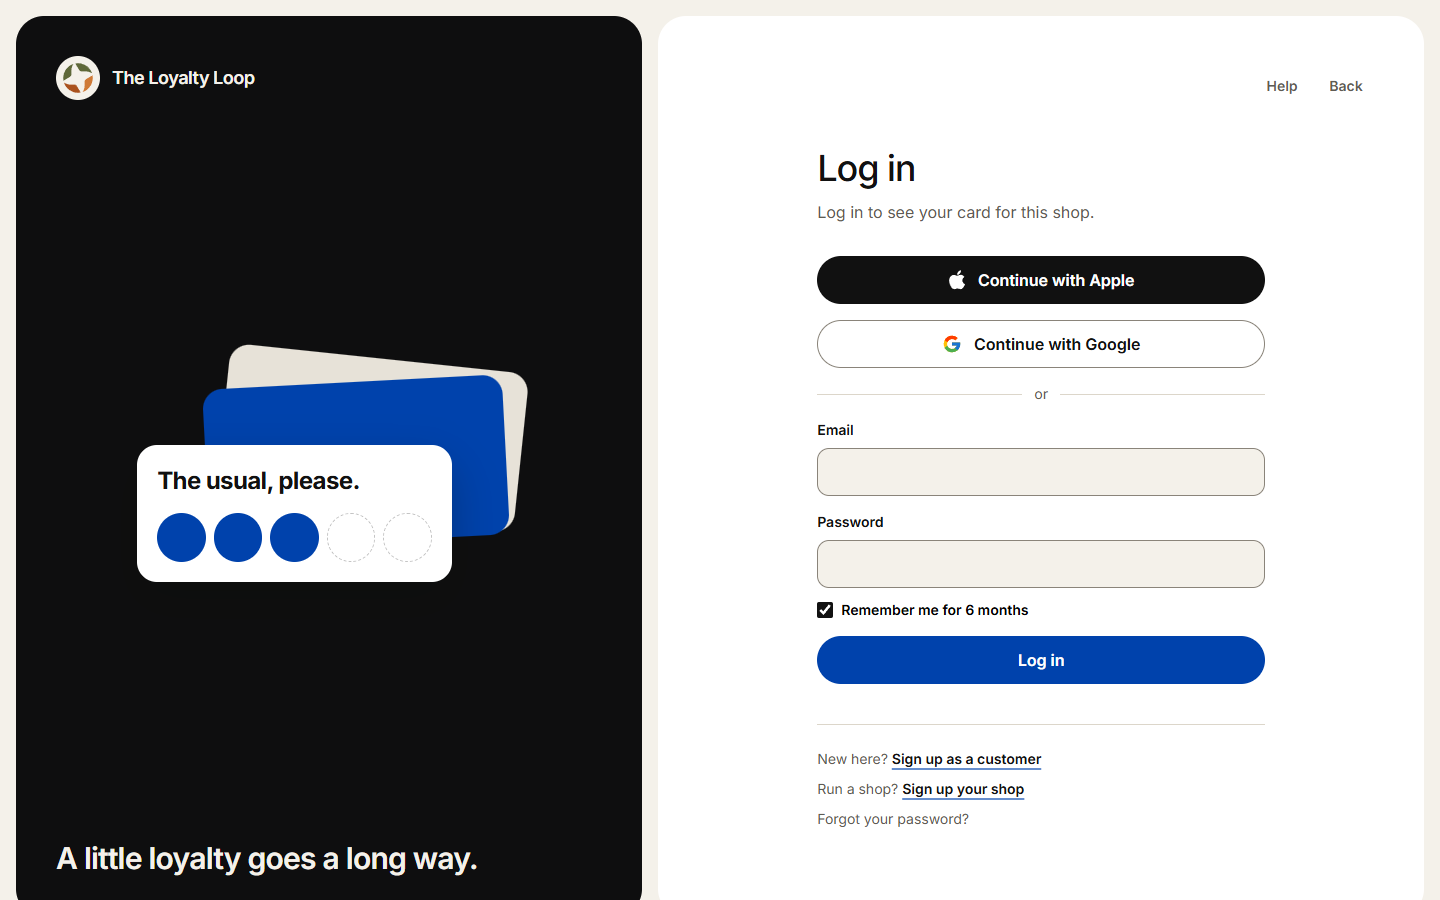 The Loyalty Loop
The usual, please.
A little loyalty goes a long way.
Help Back
Log in
Log in to see your card for this shop.
Continue with Apple
Continue with Google
or
Email
Password
Remember me for 6 months
Log in
New here? Sign up as a customer
Run a shop? Sign up your shop
Forgot your password?